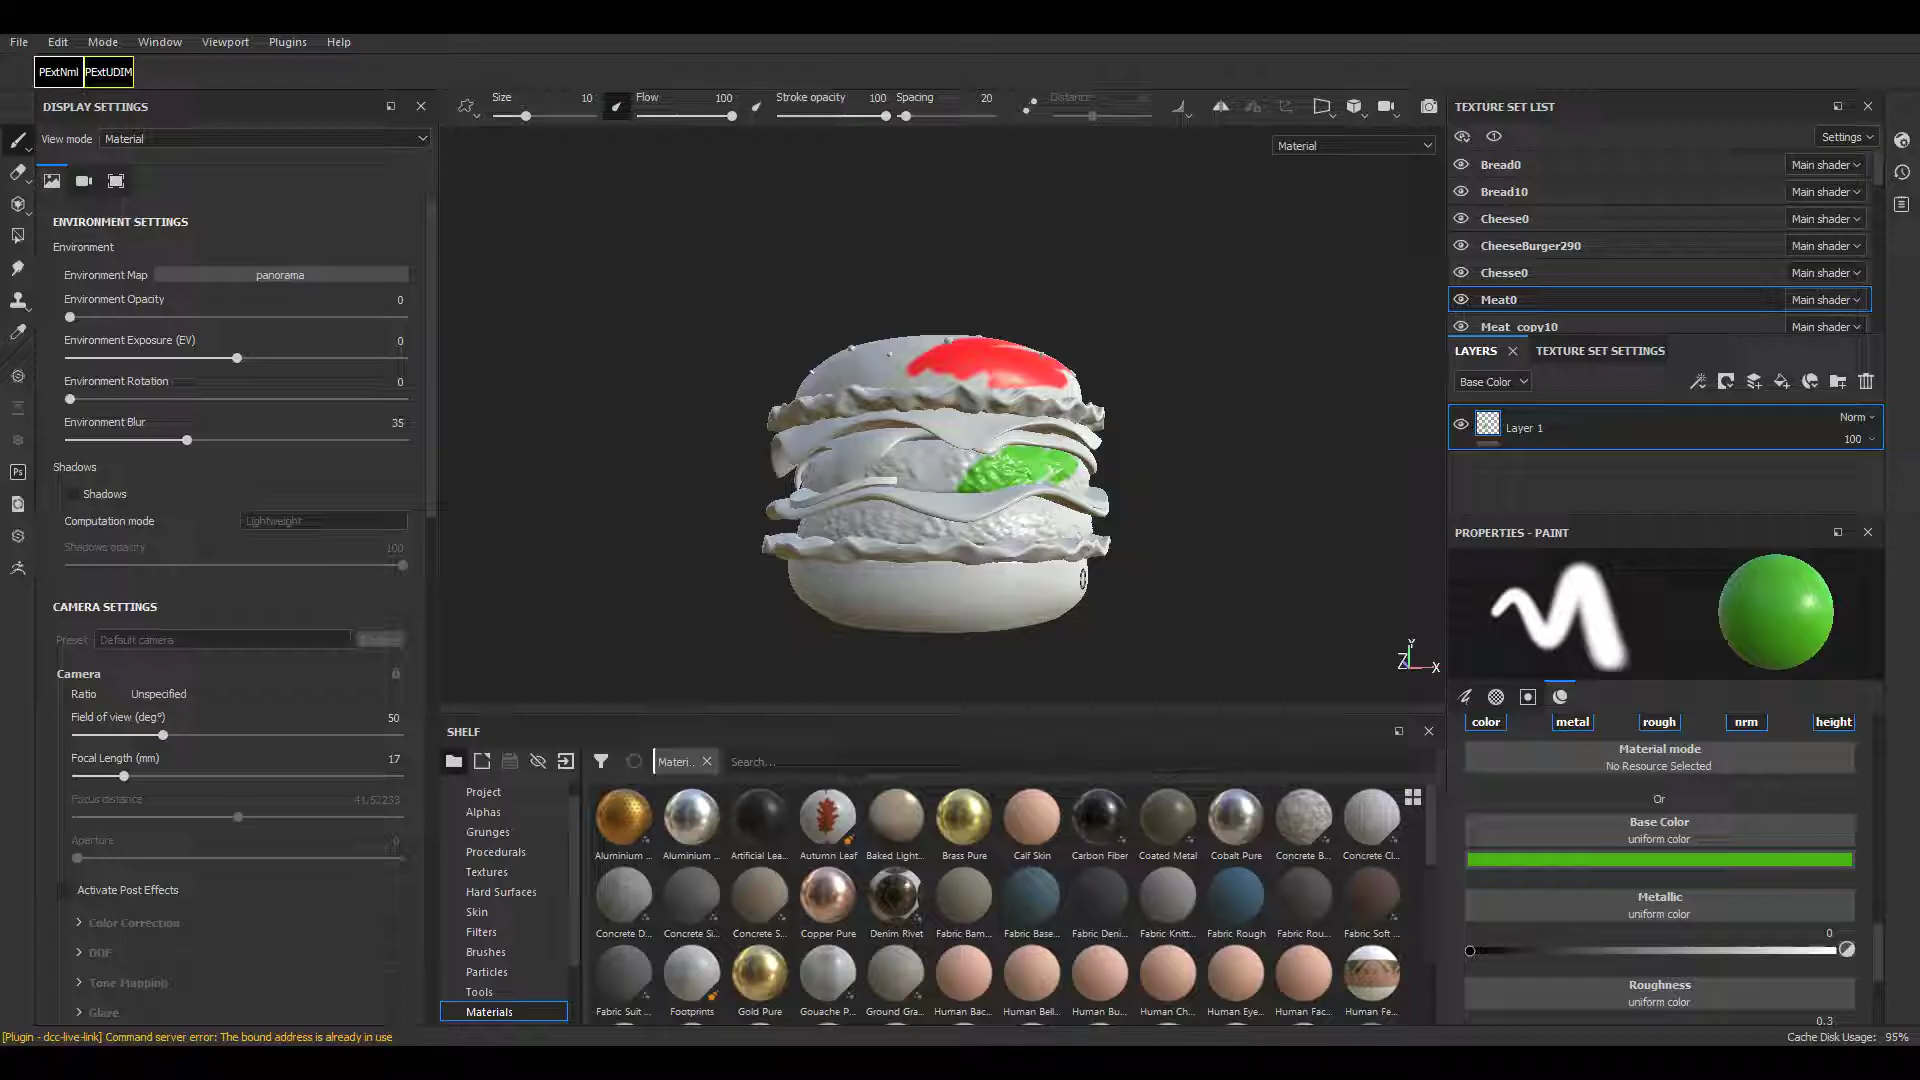 File Edit Mode Window Viewport Plugins Help
PExtNml PExtUDIM
DISPLAY SETTINGS
View mode Material
ENVIRONMENT SETTINGS
Environment
Environment Map panorama
Environment Opacity 0
Environment Exposure (EV) 0
Environment Rotation 0
Environment Blur 35
Shadows
Shadows
Computation mode Lightweight
Shadows opacity 100
CAMERA SETTINGS
Preset Default camera
Camera
Ratio Unspecified
Field of view (deg°) 50
Focal Length (mm) 17
Focus distance 41.52233
Aperture 0
Activate Post Effects
Color Correction
DOF
Tone Mapping
Glare
[Plugin - dcc-live-link] Command server error: The bound address is already in use
Size 10 Flow 100 Stroke opacity 100 Spacing 20 Distance
Material
Y
Z X
SHELF
Materi.. Search...
Project
Alphas
Grunges
Procedurals
Textures
Hard Surfaces
Skin
Filters
Brushes
Particles
Tools
Materials
Aluminium ... Aluminium ... Artificial Lea... Autumn Leaf Baked Light... Brass Pure Calf Skin Carbon Fiber Coated Metal Cobalt Pure Concrete B... Concrete Cl...
Concrete D... Concrete Si... Concrete S... Copper Pure Denim Rivet Fabric Bam... Fabric Base... Fabric Deni... Fabric Knitt... Fabric Rough Fabric Rou... Fabric Soft ...
Fabric Suit ... Footprints Gold Pure Gouache P... Ground Gra... Human Bac... Human Bell... Human Bu... Human Ch... Human Eye... Human Fac... Human Fe...
TEXTURE SET LIST
Settings
Bread0 Main shader
Bread10 Main shader
Cheese0 Main shader
CheeseBurger290 Main shader
Chesse0 Main shader
Meat0 Main shader
Meat_copy10 Main shader
LAYERS TEXTURE SET SETTINGS
Base Color
Layer 1 Norm
100
PROPERTIES - PAINT
color metal rough nrm height
Material mode
No Resource Selected
Or
Base Color
uniform color
Metallic
uniform color
0
Roughness
uniform color
0.3
Cache Disk Usage: 95%
Ps